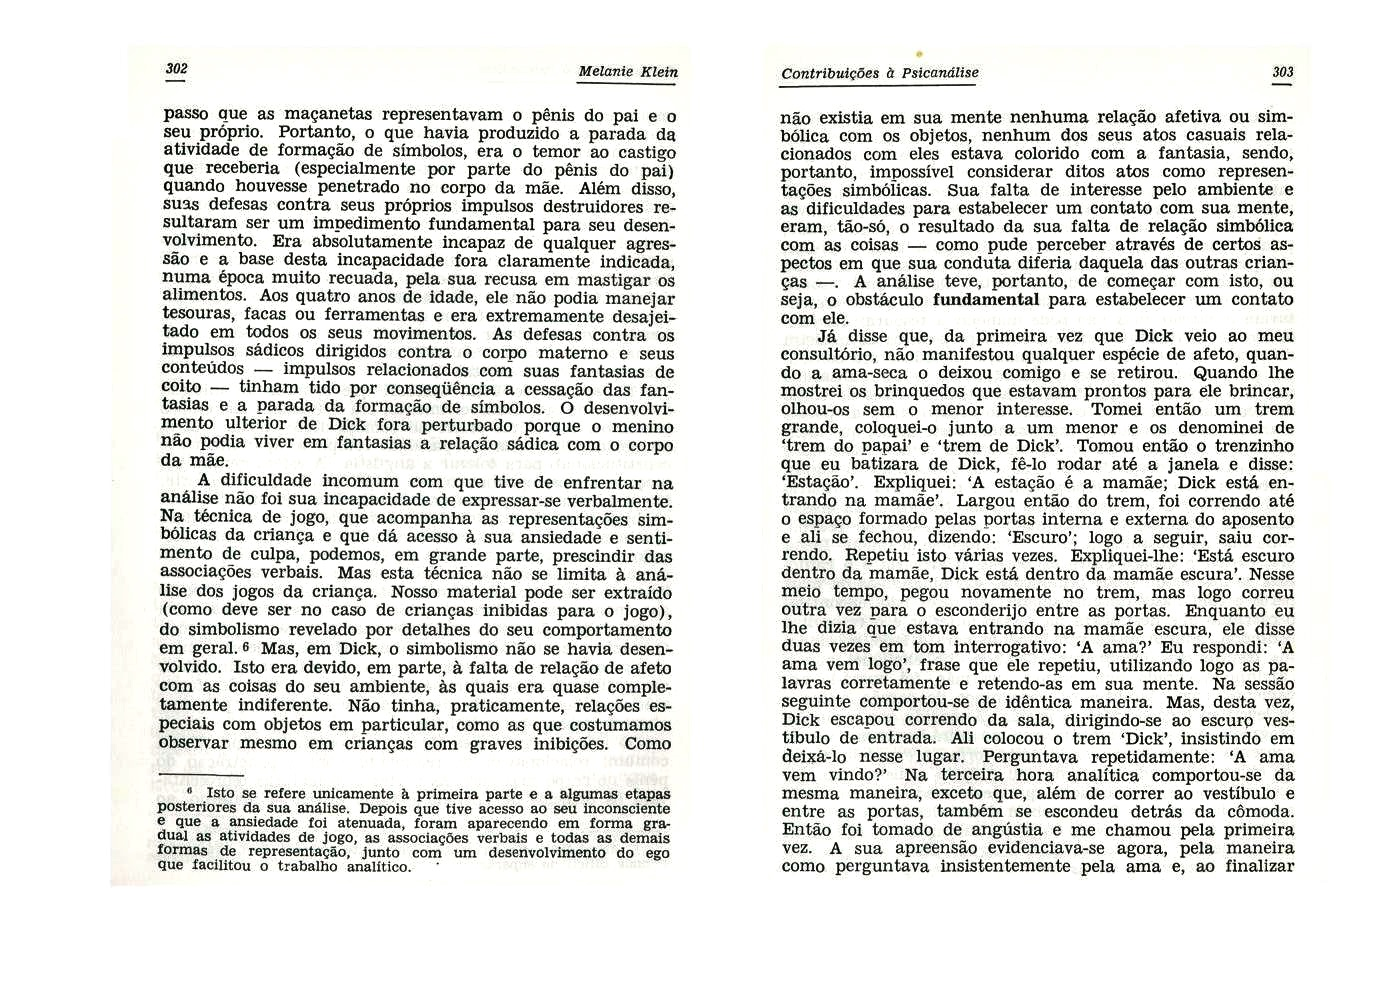 302
Melanie Klein
passo que as maçanetas representavam o pênis do pai e o
seu próprio. Portanto, o que havia produzido a parada da
atividade de formação de símbolos, era o temor ao castigo
que receberia (especialmente por parte do pênis do pai)
quando houvesse penetrado no corpo da mãe. Além disso,
suas defesas contra seus próprios impulsos destruidores re-
sultaram ser um impedimento fundamental para seu desen-
volvimento. Era absolutamente incapaz de qualquer agres-
são e a base desta incapacidade fora claramente indicada,
numa época muito recuada, pela sua recusa em mastigar os
alimentos. Aos quatro anos de idade, ele não podia manejar
tesouras, facas ou ferramentas e era extremamente desajei-
tado em todos os seus movimentos. As defesas contra os
impulsos sádicos dirigidos contra o corpo materno e seus
conteúdos — impulsos relacionados com suas fantasias de
coito — tinham tido por conseqüência a cessação das fan-
tasias e a parada da formação de símbolos. O desenvolvi-
mento ulterior de Dick fora perturbado porque o menino
não podia viver em fantasias a relação sádica com o corpo
da mãe.
A dificuldade incomum com que tive de enfrentar na
análise não foi sua incapacidade de expressar-se verbalmente.
Na técnica de jogo, que acompanha as representações sim-
bólicas da criança e que dá acesso à sua ansiedade e senti-
mento de culpa, podemos, em grande parte, prescindir das
associações verbais. Mas esta técnica não se limita à aná-
lise dos jogos da criança. Nosso material pode ser extraído
(como deve ser no caso de crianças inibidas para o jogo),
do simbolismo revelado por detalhes do seu comportamento
em geral. 6 Mas, em Dick, o simbolismo não se havia desen-
volvido. Isto era devido, em parte, à falta de relação de afeto
com as coisas do seu ambiente, às quais era quase comple-
tamente indiferente. Não tinha, praticamente, relações es-
peciais com objetos em particular, como as que costumamos
observar mesmo em crianças com graves inibições. Como
6 Isto se refere unicamente à primeira parte e a algumas etapas
posteriores da sua análise. Depois que tive acesso ao seu inconsciente
e que a ansiedade foi atenuada, foram aparecendo em forma gra-
dual as atividades de jogo, as associações verbais e todas as demais
formas de representação, junto com um desenvolvimento do ego
que facilitou o trabalho analítico.
Contribuições à Psicanálise
303
não existia em sua mente nenhuma relação afetiva ou sim-
bólica com os objetos, nenhum dos seus atos casuais rela-
cionados com eles estava colorido com a fantasia, sendo,
portanto, impossível considerar ditos atos como represen-
tações simbólicas. Sua falta de interesse pelo ambiente e
as dificuldades para estabelecer um contato com sua mente,
eram, tão-só, o resultado da sua falta de relação simbólica
com as coisas — como pude perceber através de certos as-
pectos em que sua conduta diferia daquela das outras crian-
ças —. A análise teve, portanto, de começar com isto, ou
seja, o obstáculo fundamental para estabelecer um contato
com ele.
Já disse que, da primeira vez que Dick veio ao meu
consultório, não manifestou qualquer espécie de afeto, quan-
do a ama-seca o deixou comigo e se retirou. Quando lhe
mostrei os brinquedos que estavam prontos para ele brincar,
olhou-os sem o menor interesse. Tomei então um trem
grande, coloquei-o junto a um menor e os denominei de
‘trem do papai’ e ‘trem de Dick’. Tomou então o trenzinho
que eu batizara de Dick, fê-lo rodar até a janela e disse:
‘Estação’. Expliquei: ‘A estação é a mamãe; Dick está en-
trando na mamãe’. Largou então do trem, foi correndo até
o espaço formado pelas portas interna e externa do aposento
e ali se fechou, dizendo: ‘Escuro’; logo a seguir, saiu cor-
rendo. Repetiu isto várias vezes. Expliquei-lhe: ‘Está escuro
dentro da mamãe, Dick está dentro da mamãe escura’. Nesse
meio tempo, pegou novamente no trem, mas logo correu
outra vez para o esconderijo entre as portas. Enquanto eu
lhe dizia que estava entrando na mamãe escura, ele disse
duas vezes em tom interrogativo: ‘A ama?’ Eu respondi: ‘A
ama vem logo’, frase que ele repetiu, utilizando logo as pa-
lavras corretamente e retendo-as em sua mente. Na sessão
seguinte comportou-se de idêntica maneira. Mas, desta vez,
Dick escapou correndo da sala, dirigindo-se ao escuro ves-
tíbulo de entrada. Ali colocou o trem ‘Dick’, insistindo em
deixá-lo nesse lugar. Perguntava repetidamente: ‘A ama
vem vindo?’ Na terceira hora analítica comportou-se da
mesma maneira, exceto que, além de correr ao vestíbulo e
entre as portas, também se escondeu detrás da cômoda.
Então foi tomado de angústia e me chamou pela primeira
vez. A sua apreensão evidenciava-se agora, pela maneira
como perguntava insistentemente pela ama e, ao finalizar